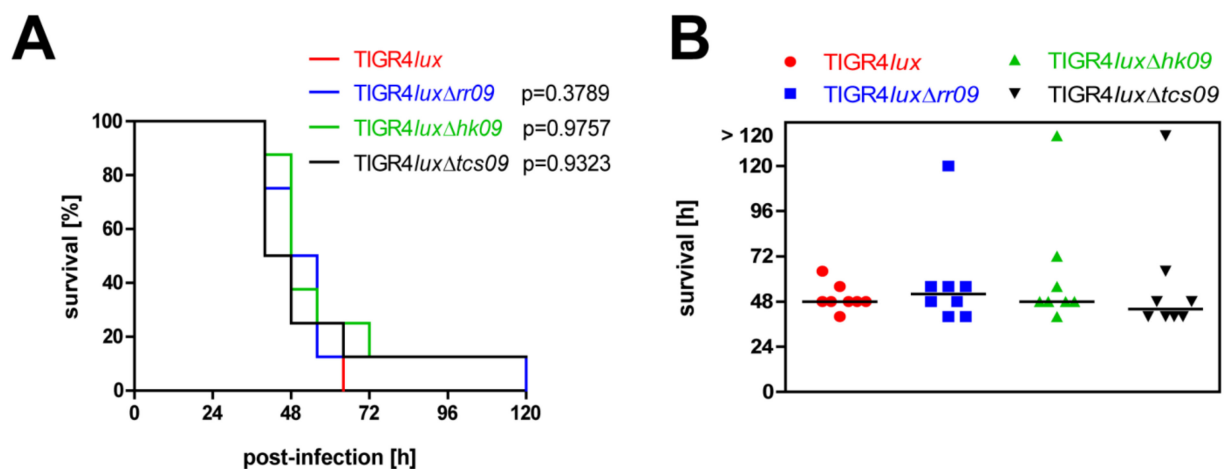 A
TIGR4lux
TIGR4luxΔrr09 p=0.3789
TIGR4luxΔhk09 p=0.9757
TIGR4luxΔtcs09 p=0.9323
survival [%]
100
80
60
40
20
0
0 24 48 72 96 120
post-infection [h]
B
TIGR4lux TIGR4luxΔhk09
TIGR4luxΔrr09 TIGR4luxΔtcs09
survival [h]
> 120
120
96
72
48
24
0